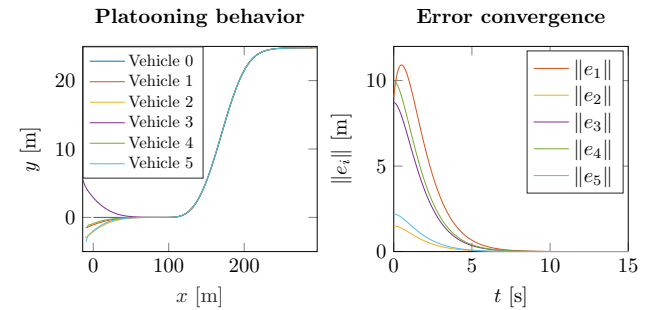 Platooning behavior
20
10
0
0 100 200
x [m]
y [m]
Vehicle 0
Vehicle 1
Vehicle 2
Vehicle 3
Vehicle 4
Vehicle 5
Error convergence
10
5
0
0 5 10 15
t [s]
‖e_i‖ [m]
‖e_1‖
‖e_2‖
‖e_3‖
‖e_4‖
‖e_5‖